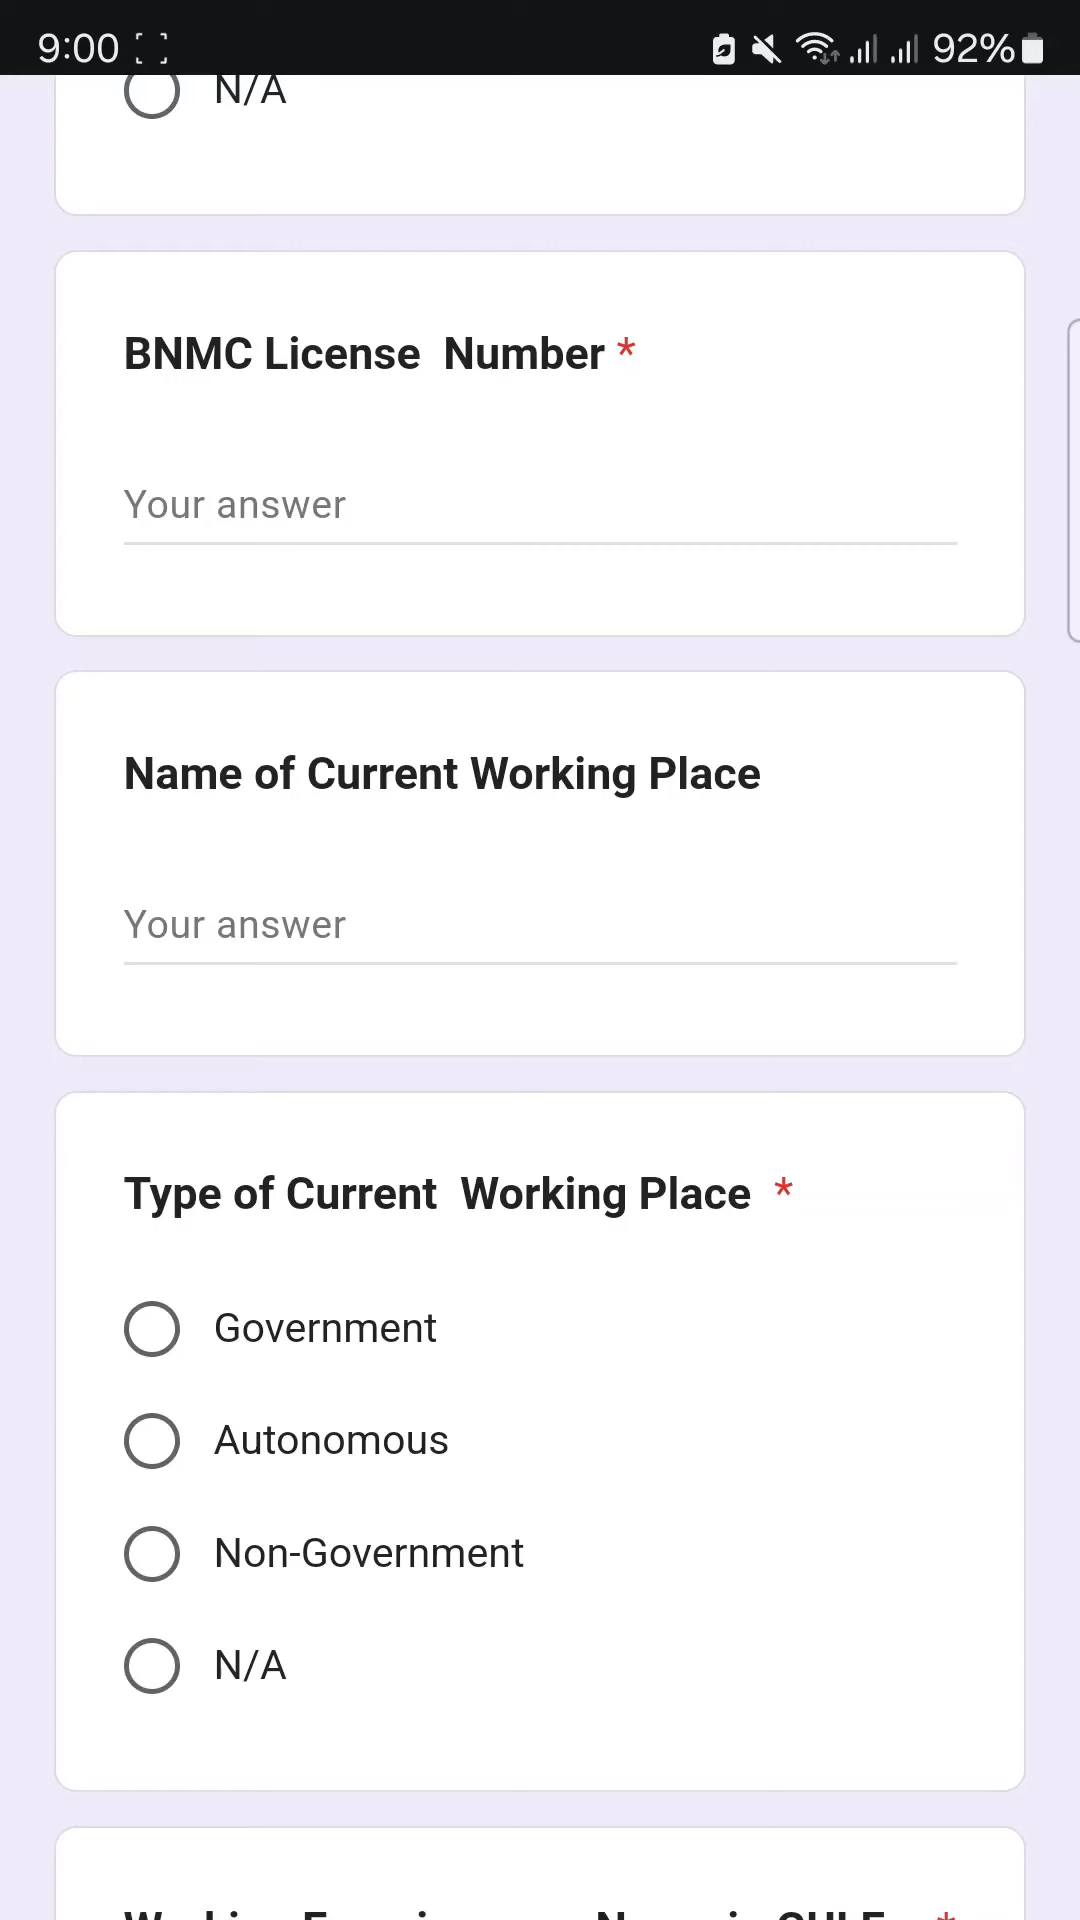 9:00 92%
N/A
BNMC License  Number *
Your answer
Name of Current Working Place
Your answer
Type of Current  Working Place  *
Government
Autonomous
Non-Government
N/A